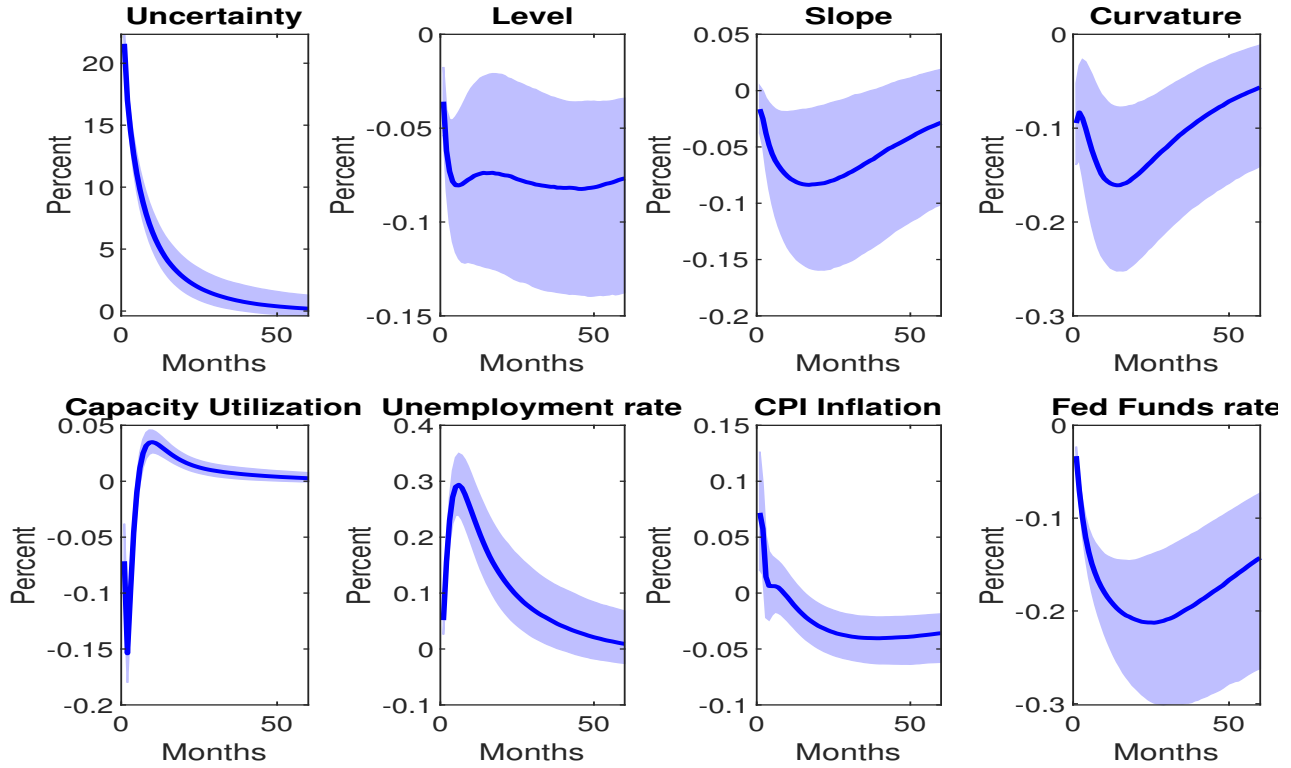 Uncertainty
Level
Slope
Curvature
20
15
10
5
0
Percent
0
50
Months
0
-0.05
-0.1
-0.15
Percent
0
50
Months
0.05
0
-0.05
-0.1
-0.15
-0.2
Percent
0
50
Months
0
-0.1
-0.2
-0.3
Percent
0
50
Months
Capacity Utilization
Unemployment rate
CPI Inflation
Fed Funds rate
0.05
0
-0.05
-0.1
-0.15
-0.2
Percent
0
50
Months
0.4
0.3
0.2
0.1
0
-0.1
Percent
0
50
Months
0.15
0.1
0.05
0
-0.05
-0.1
Percent
0
50
Months
0
-0.1
-0.2
-0.3
Percent
0
50
Months